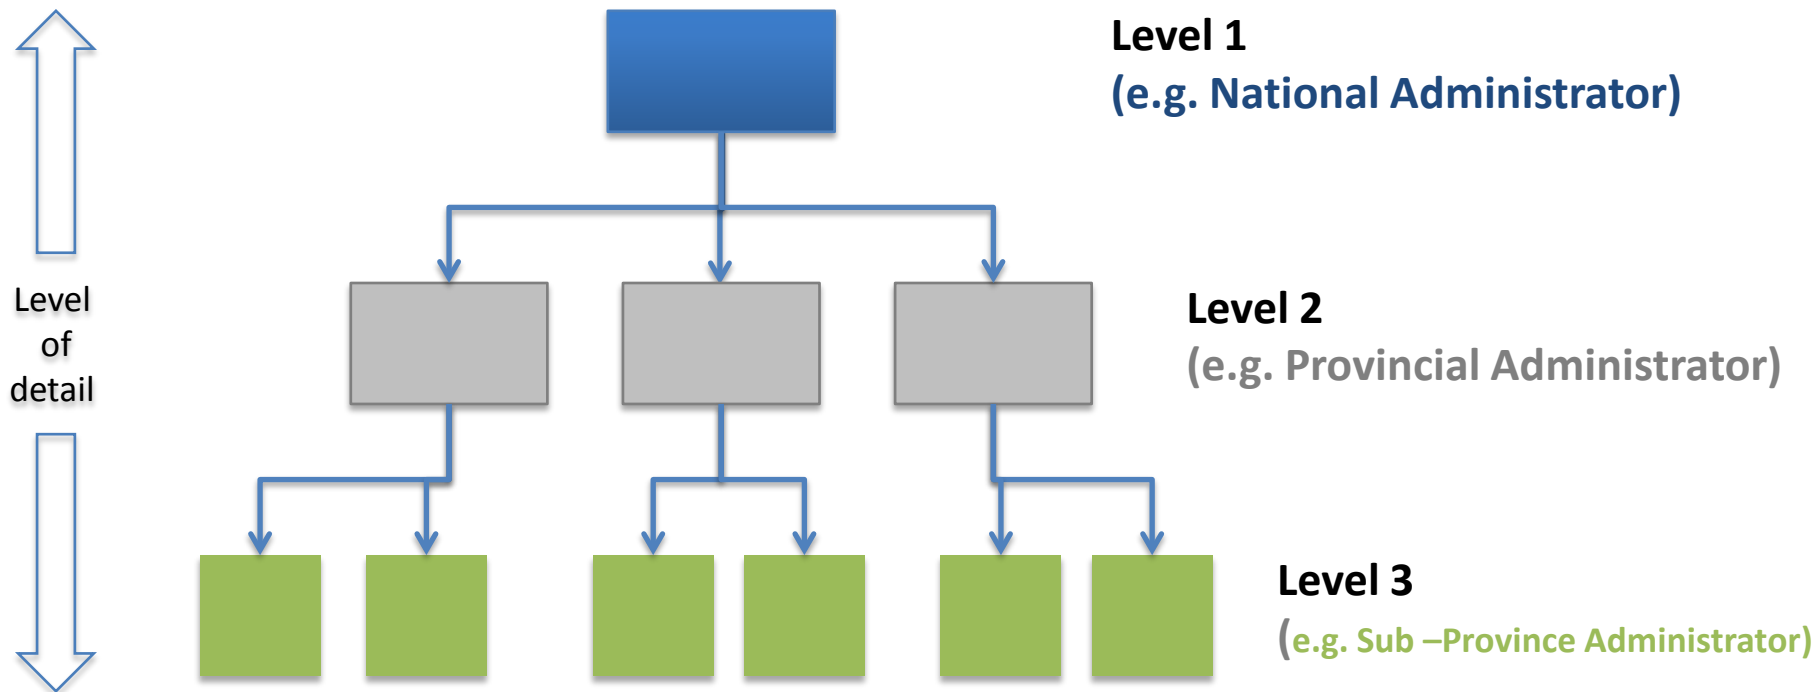 Level 1
(e.g. National Administrator)
Level
of
detail
Level 2
(e.g. Provincial Administrator)
Level 3
(e.g. Sub –Province Administrator)